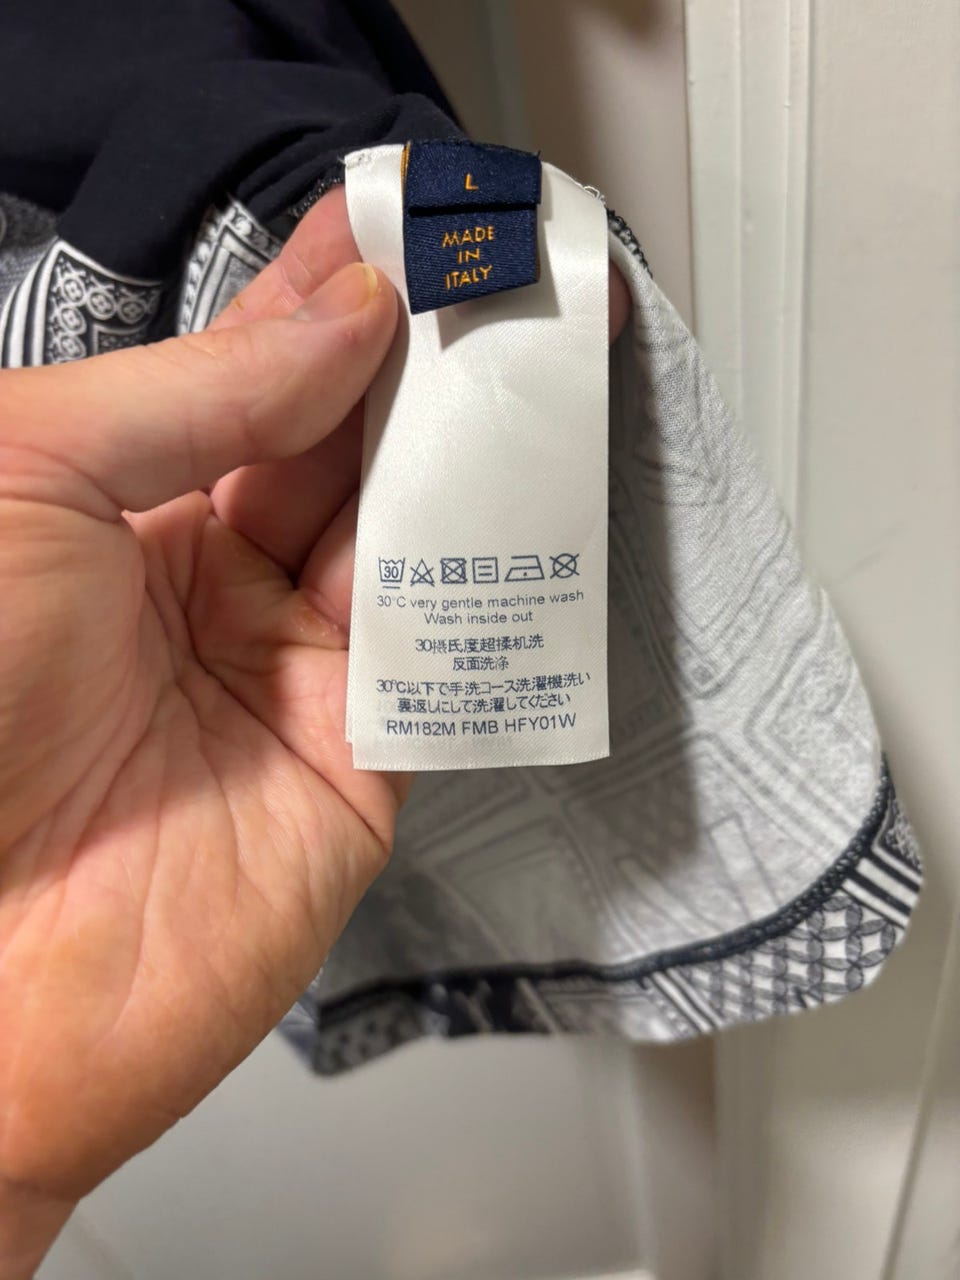 L
MADE
IN
ITALY
30
30°C very gentle machine wash
Wash inside out
30摄氏度超揉机洗
反面洗涤
30℃以下で手洗コース洗濯機洗い
裏返しにして洗濯してください
RM182M FMB HFY01W